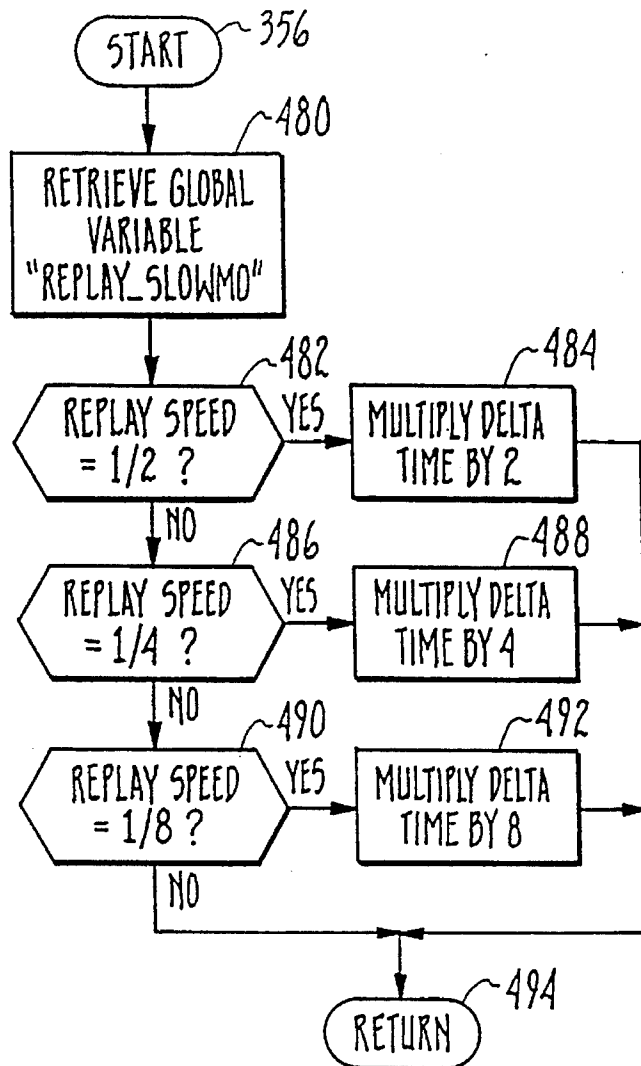 START
356
480
RETRIEVE GLOBAL
VARIABLE
"REPLAY_SLOWMO"
482
REPLAY SPEED
= 1/2 ?
YES
484
MULTIPLY DELTA
TIME BY 2
NO
486
REPLAY SPEED
= 1/4 ?
YES
488
MULTIPLY DELTA
TIME BY 4
NO
490
REPLAY SPEED
= 1/8 ?
YES
492
MULTIPLY DELTA
TIME BY 8
NO
494
RETURN